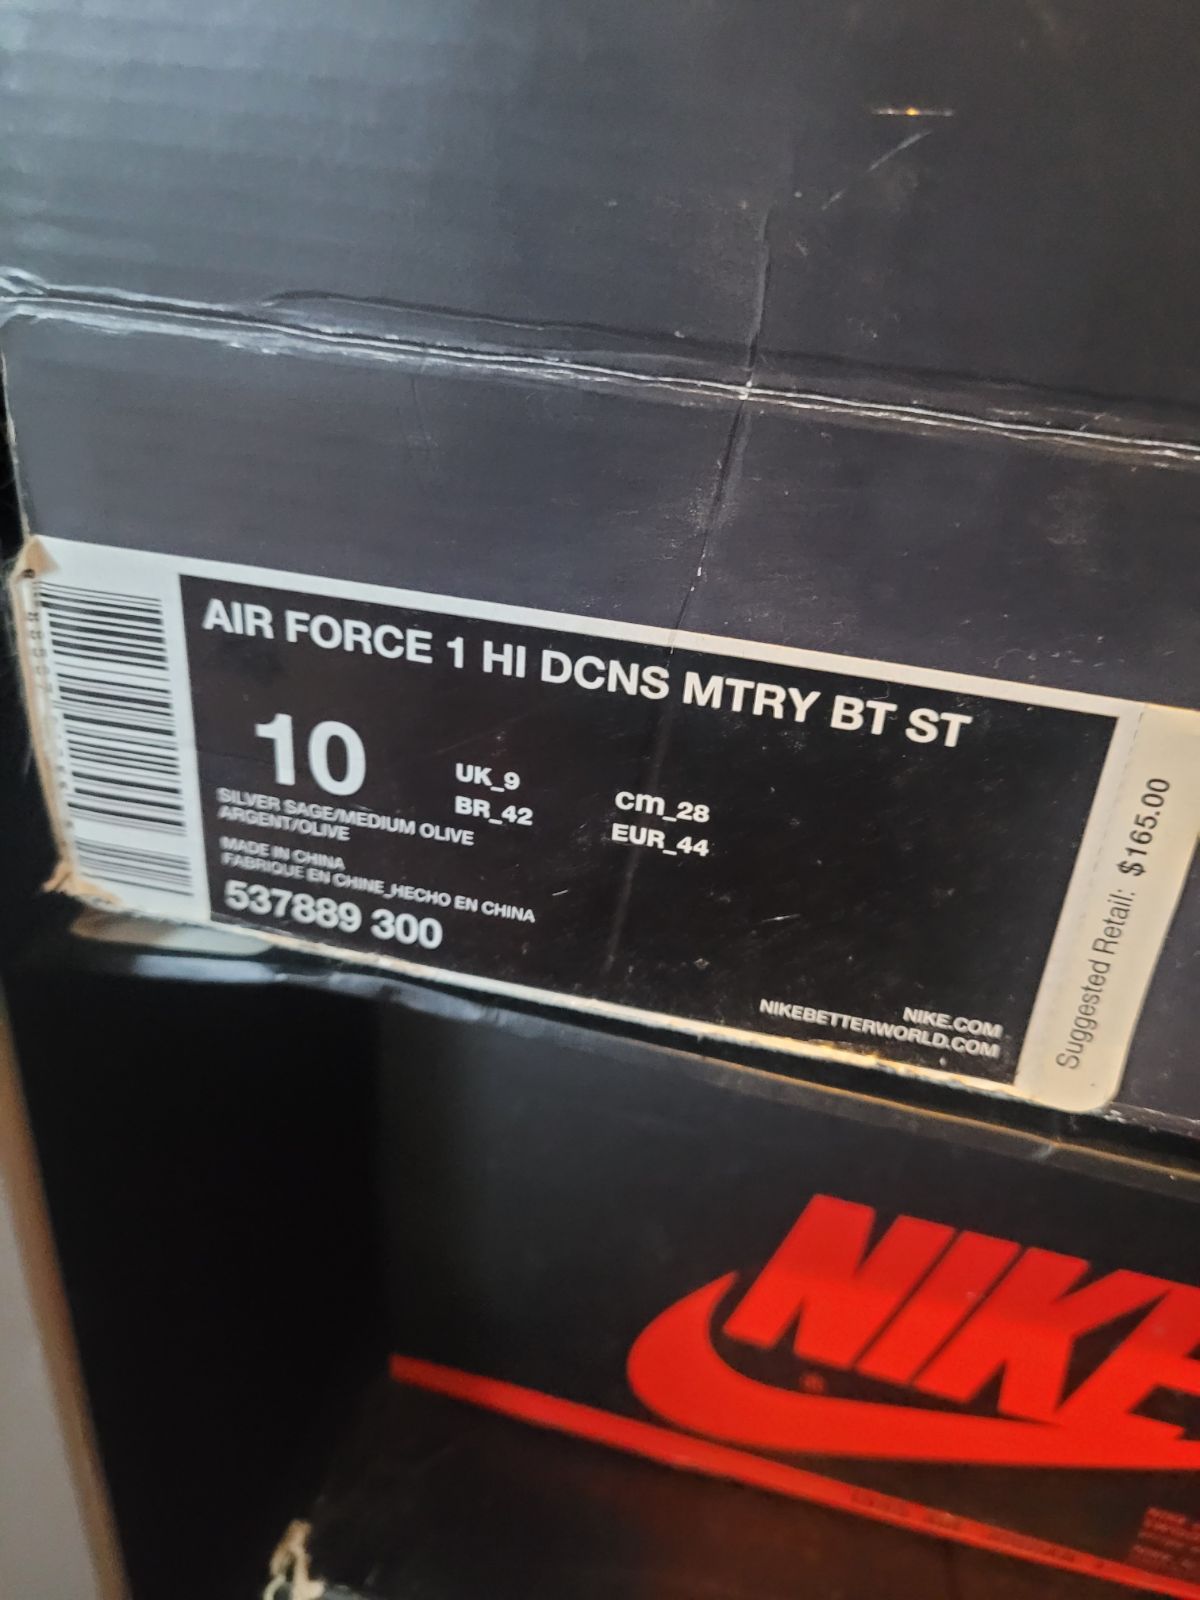 AIR FORCE 1 HI DCNS MTRY BT ST
10
UK_9
BR_42
cm_28
EUR_44
SILVER SAGE/MEDIUM OLIVE
ARGENT/OLIVE
MADE IN CHINA
FABRIQUE EN CHINE_HECHO EN CHINA
537889 300
NIKE.COM
NIKEBETTERWORLD.COM
Suggested Retail: $165.00
NIKE